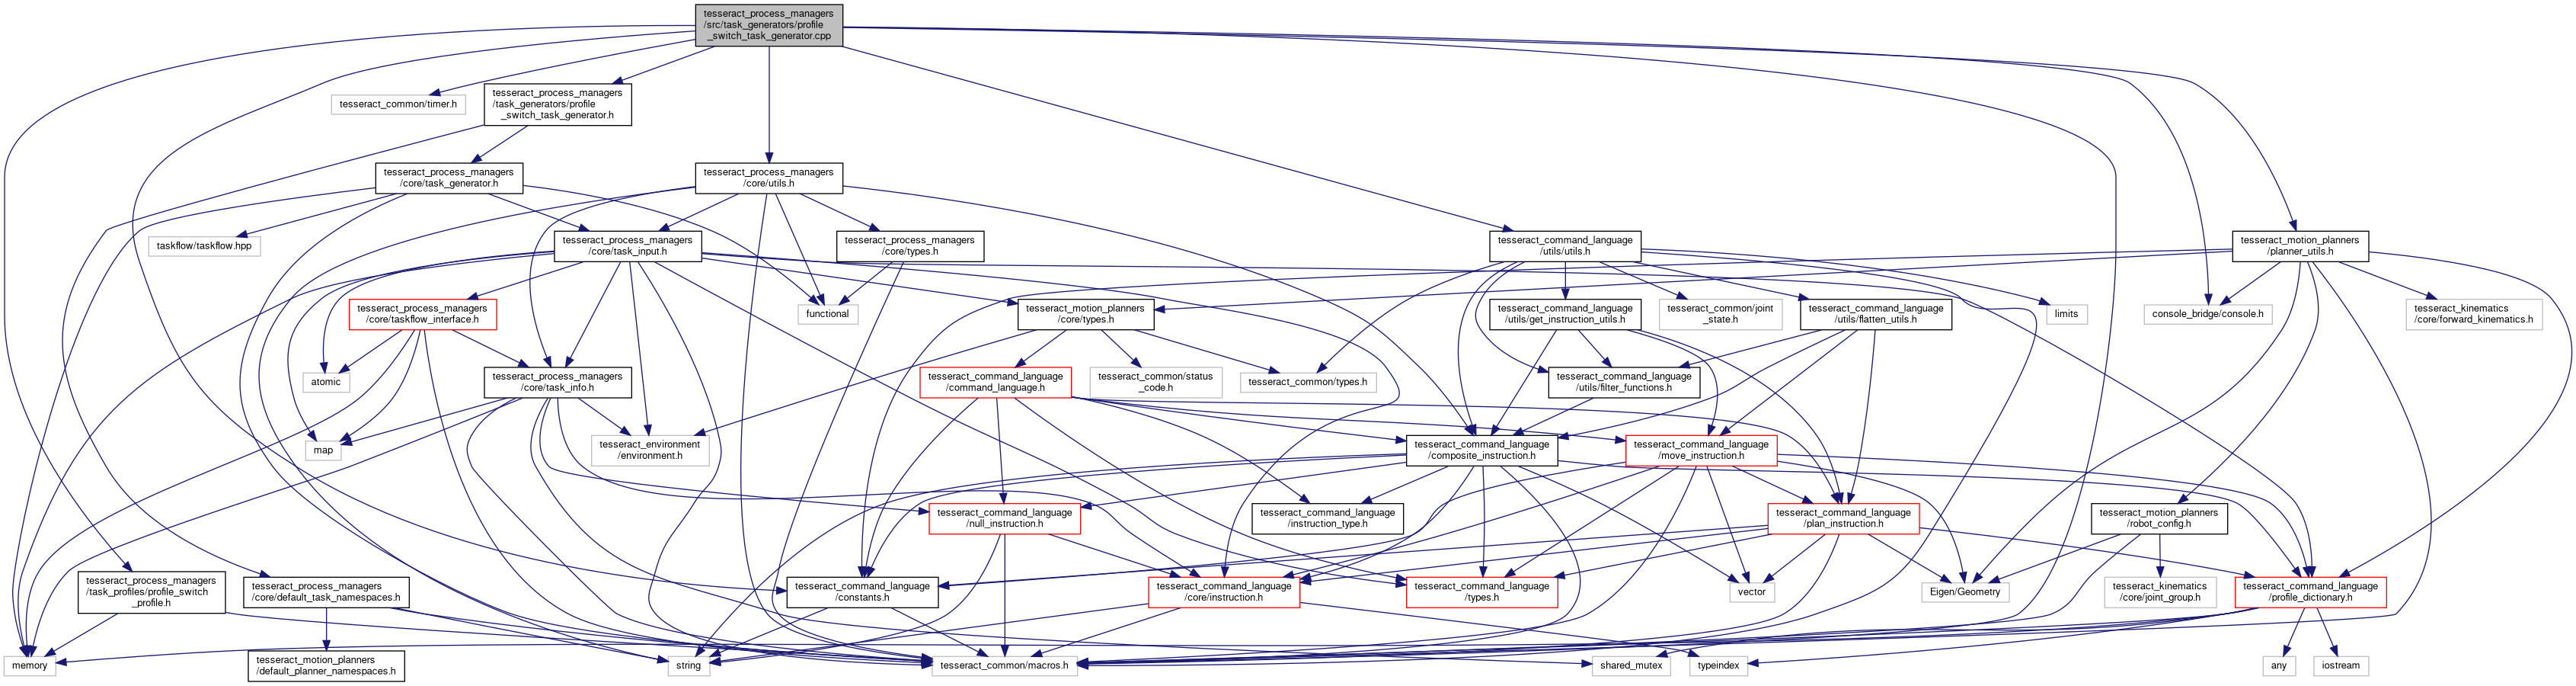 tesseract_process_managers
/src/task_generators/profile
_switch_task_generator.cpp
tesseract_common/timer.h
tesseract_process_managers
/task_generators/profile
_switch_task_generator.h
tesseract_process_managers
/core/task_generator.h
tesseract_process_managers
/core/utils.h
taskflow/taskflow.hpp
tesseract_process_managers
/core/task_input.h
tesseract_process_managers
/core/types.h
tesseract_command_language
/utils/utils.h
tesseract_motion_planners
/planner_utils.h
tesseract_process_managers
/core/taskflow_interface.h
functional
tesseract_motion_planners
/core/types.h
tesseract_command_language
/utils/get_instruction_utils.h
tesseract_common/joint
_state.h
tesseract_command_language
/utils/flatten_utils.h
limits
console_bridge/console.h
tesseract_kinematics
/core/forward_kinematics.h
atomic
tesseract_process_managers
/core/task_info.h
tesseract_command_language
/command_language.h
tesseract_common/status
_code.h
tesseract_common/types.h
tesseract_command_language
/utils/filter_functions.h
map
tesseract_environment
/environment.h
tesseract_command_language
/composite_instruction.h
tesseract_command_language
/move_instruction.h
tesseract_command_language
/null_instruction.h
tesseract_command_language
/instruction_type.h
tesseract_command_language
/plan_instruction.h
tesseract_motion_planners
/robot_config.h
tesseract_process_managers
/task_profiles/profile_switch
_profile.h
tesseract_process_managers
/core/default_task_namespaces.h
tesseract_command_language
/constants.h
tesseract_command_language
/core/instruction.h
tesseract_command_language
/types.h
vector
Eigen/Geometry
tesseract_kinematics
/core/joint_group.h
tesseract_command_language
/profile_dictionary.h
memory
tesseract_motion_planners
/default_planner_namespaces.h
string
tesseract_common/macros.h
shared_mutex
typeindex
any
iostream